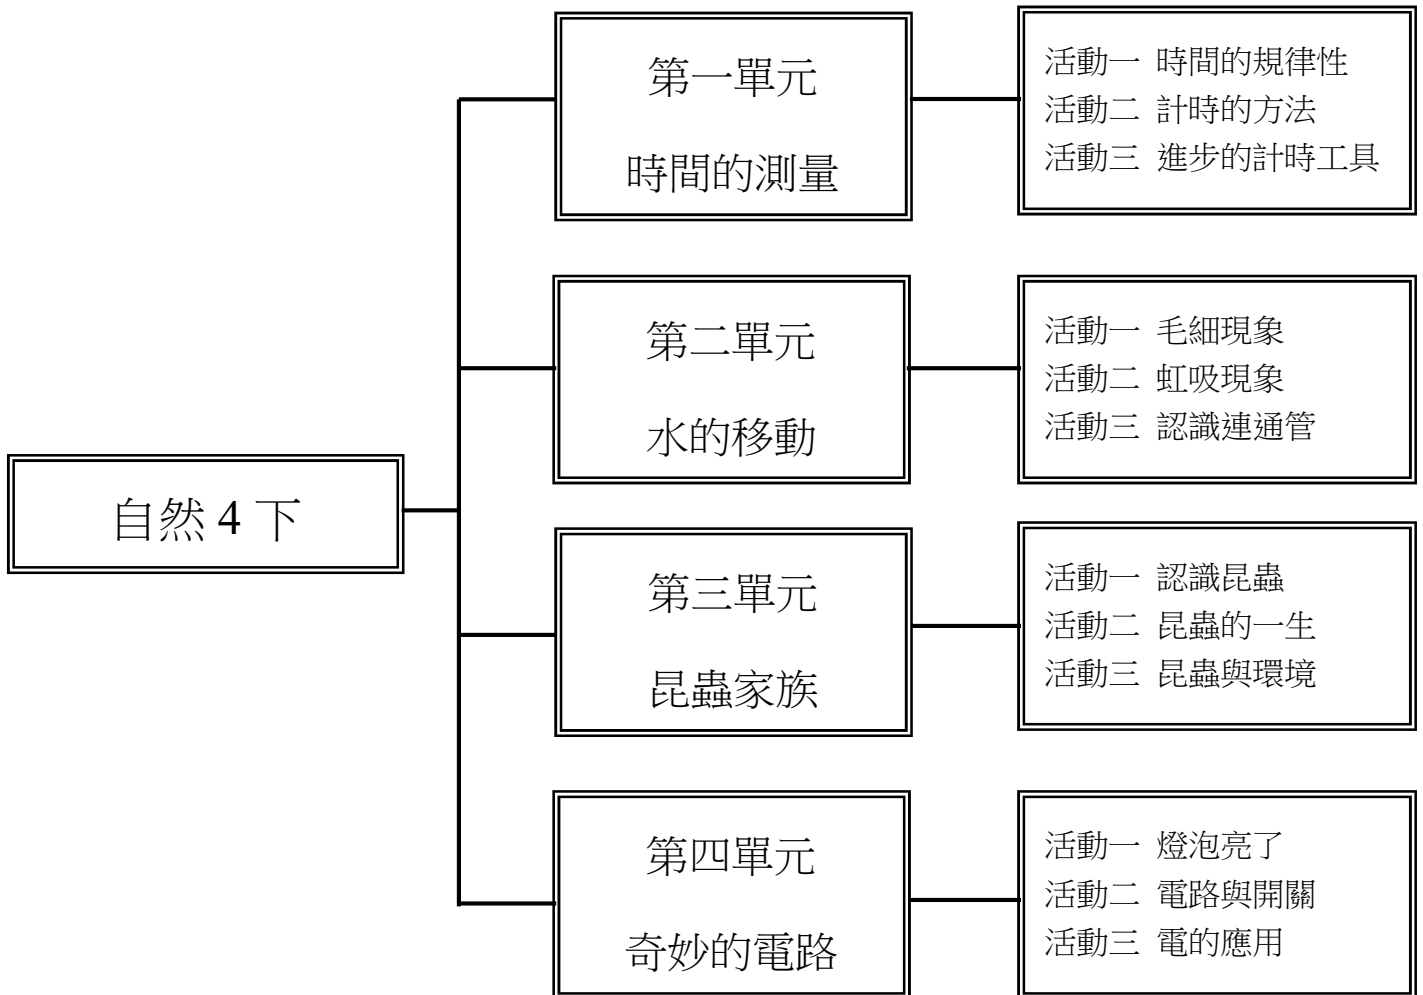 自然 4 下
第一單元
時間的測量
活動一 時間的規律性
活動二 計時的方法
活動三 進步的計時工具
第二單元
水的移動
活動一 毛細現象
活動二 虹吸現象
活動三 認識連通管
第三單元
昆蟲家族
活動一 認識昆蟲
活動二 昆蟲的一生
活動三 昆蟲與環境
第四單元
奇妙的電路
活動一 燈泡亮了
活動二 電路與開關
活動三 電的應用